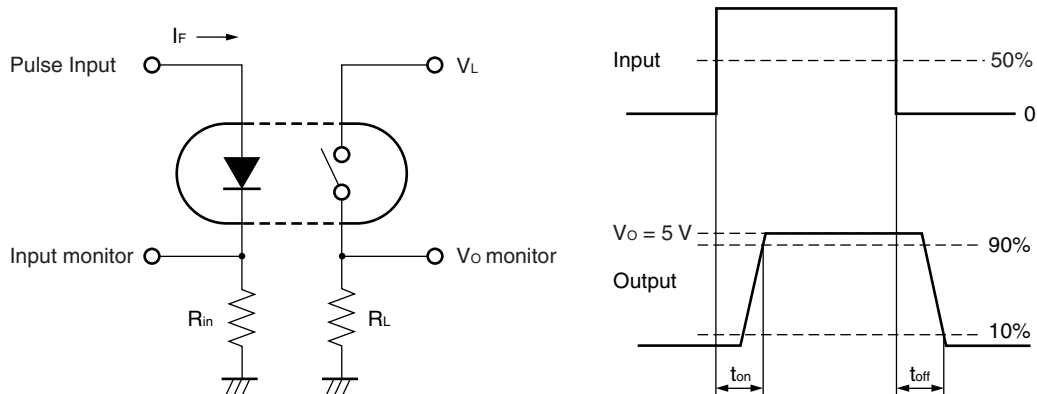 IF
Pulse Input
VL
Input monitor
VO monitor
Rin
RL
Input
50%
0
VO = 5 V
90%
Output
10%
ton
toff